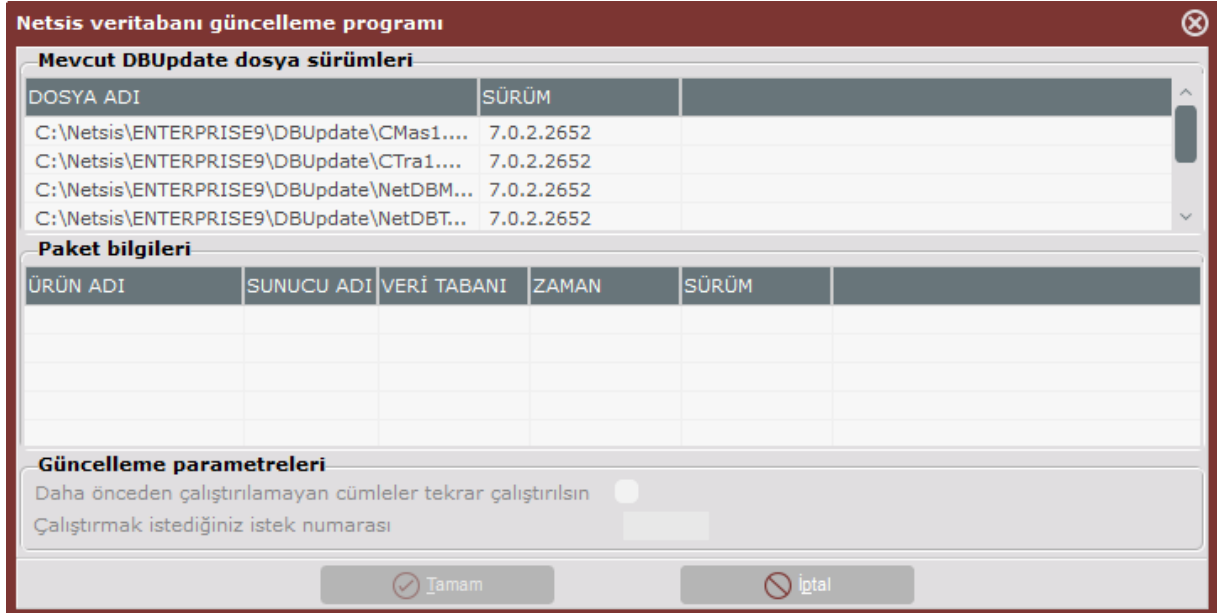 Netsis veritabanı güncelleme programı
Mevcut DBUpdate dosya sürümleri
DOSYA ADI SÜRÜM
C:\Netsis\ENTERPRISE9\DBUpdate\CMas1.... 7.0.2.2652
C:\Netsis\ENTERPRISE9\DBUpdate\CTra1.... 7.0.2.2652
C:\Netsis\ENTERPRISE9\DBUpdate\NetDBM... 7.0.2.2652
C:\Netsis\ENTERPRISE9\DBUpdate\NetDBT... 7.0.2.2652
Paket bilgileri
ÜRÜN ADI SUNUCU ADI VERİ TABANI ZAMAN SÜRÜM
Güncelleme parametreleri
Daha önceden çalıştırılamayan cümleler tekrar çalıştırılsın
Çalıştırmak istediğiniz istek numarası
Tamam İptal